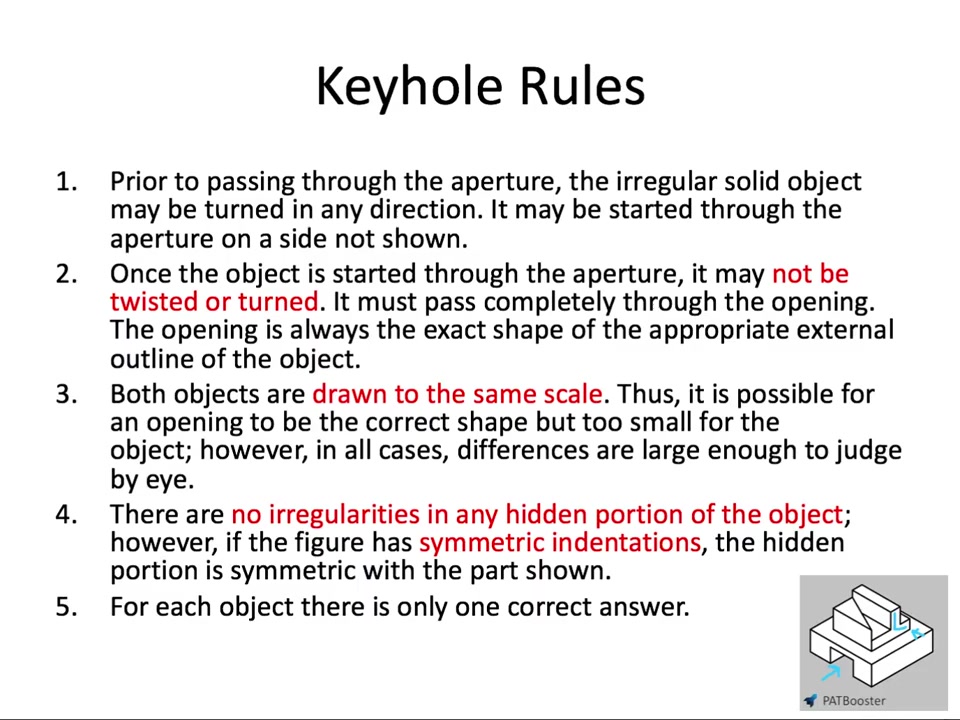 Keyhole Rules
1. Prior to passing through the aperture, the irregular solid object
may be turned in any direction. It may be started through the
aperture on a side not shown.
2. Once the object is started through the aperture, it may not be
twisted or turned. It must pass completely through the opening.
The opening is always the exact shape of the appropriate external
outline of the object.
3. Both objects are drawn to the same scale. Thus, it is possible for
an opening to be the correct shape but too small for the
object; however, in all cases, differences are large enough to judge
by eye.
4. There are no irregularities in any hidden portion of the object;
however, if the figure has symmetric indentations, the hidden
portion is symmetric with the part shown.
5. For each object there is only one correct answer.
PATBooster